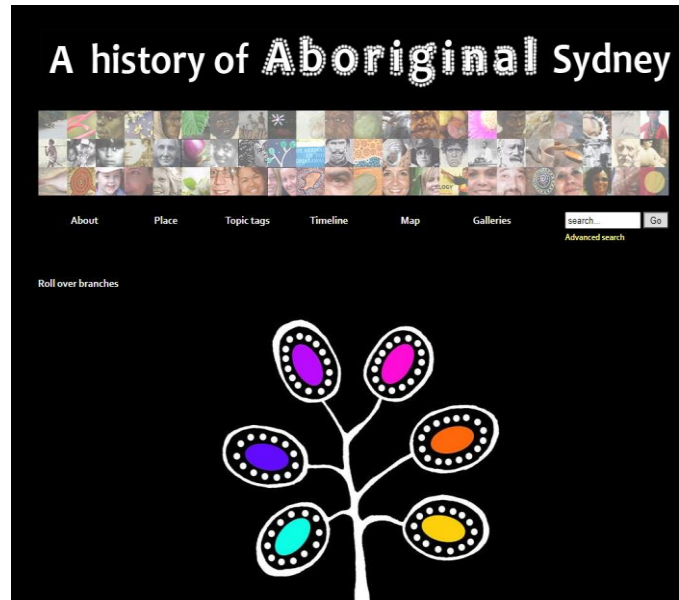 A history of Aboriginal Sydney
About Place Topic tags Timeline Map Galleries search... Go
Advanced search
Roll over branches